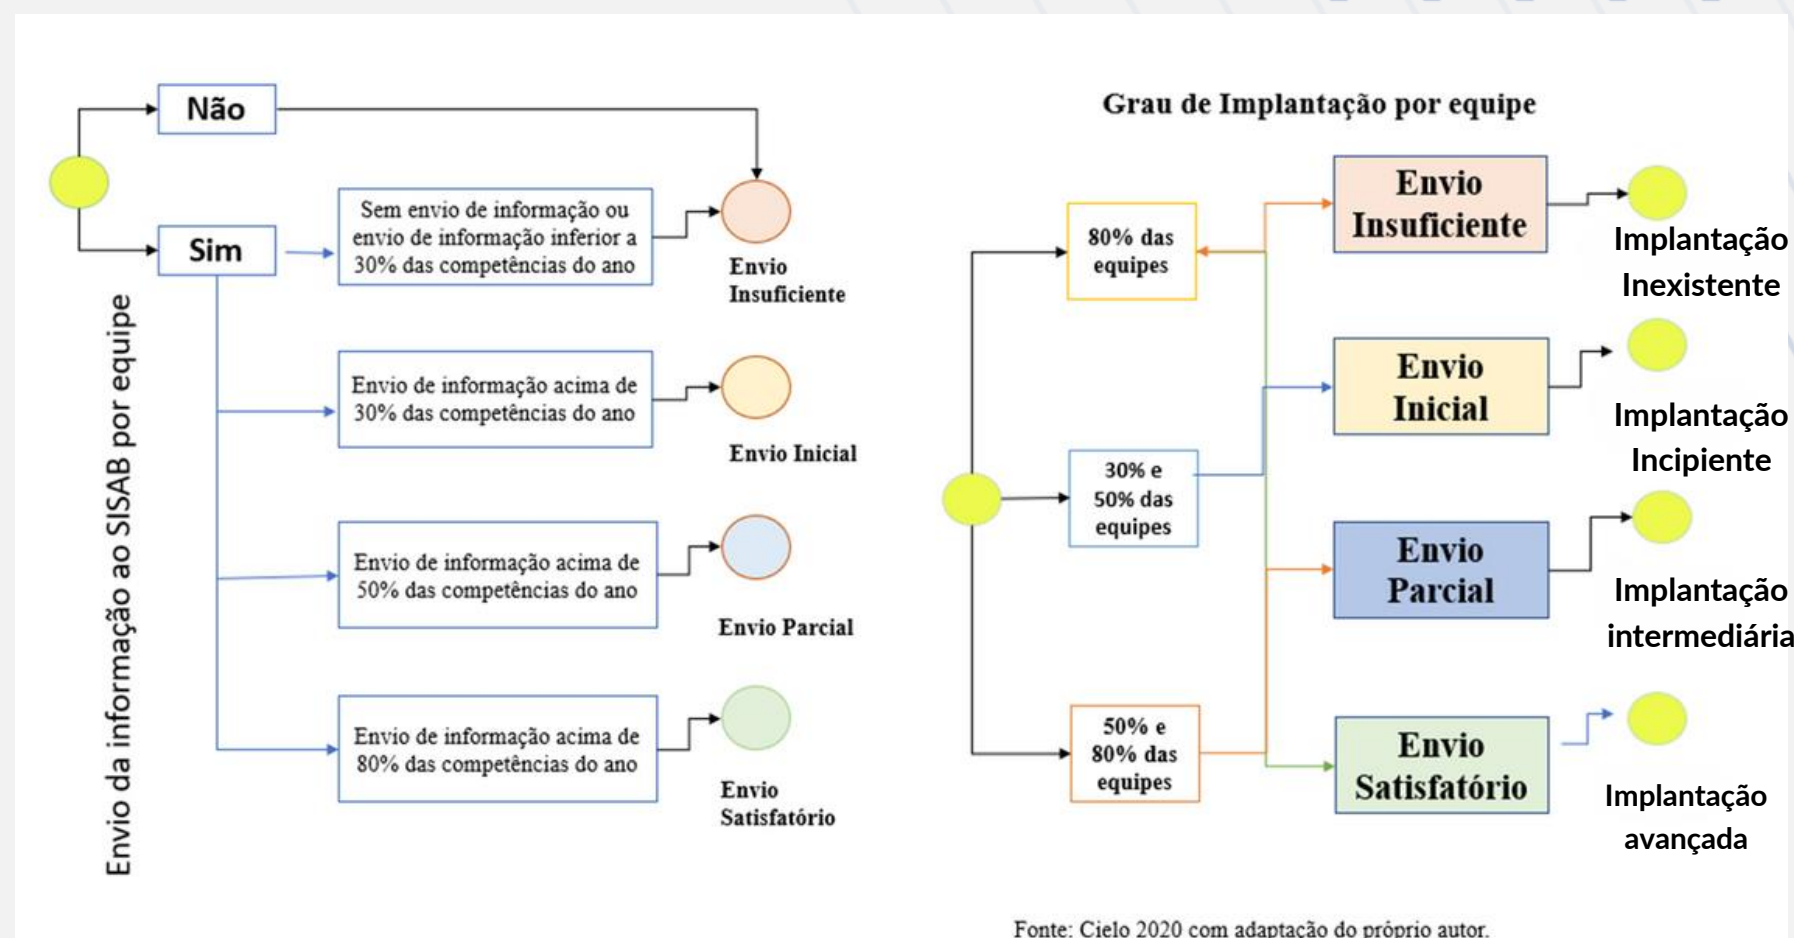 Não
Sim
Envio da informação ao SISAB por equipe
Sem envio de informação ou
envio de informação inferior a
30% das competências do ano
Envio
Insuficiente
Envio de informação acima de
30% das competências do ano
Envio Inicial
Envio de informação acima de
50% das competências do ano
Envio Parcial
Envio de informação acima de
80% das competências do ano
Envio
Satisfatório
Grau de Implantação por equipe
80% das
equipes
30% e
50% das
equipes
50% e
80% das
equipes
Envio
Insuficiente
Implantação
Inexistente
Envio
Inicial
Implantação
Incipiente
Envio
Parcial
Implantação
intermediária
Envio
Satisfatório
Implantação
avançada
Fonte: Cielo 2020 com adaptação do próprio autor.